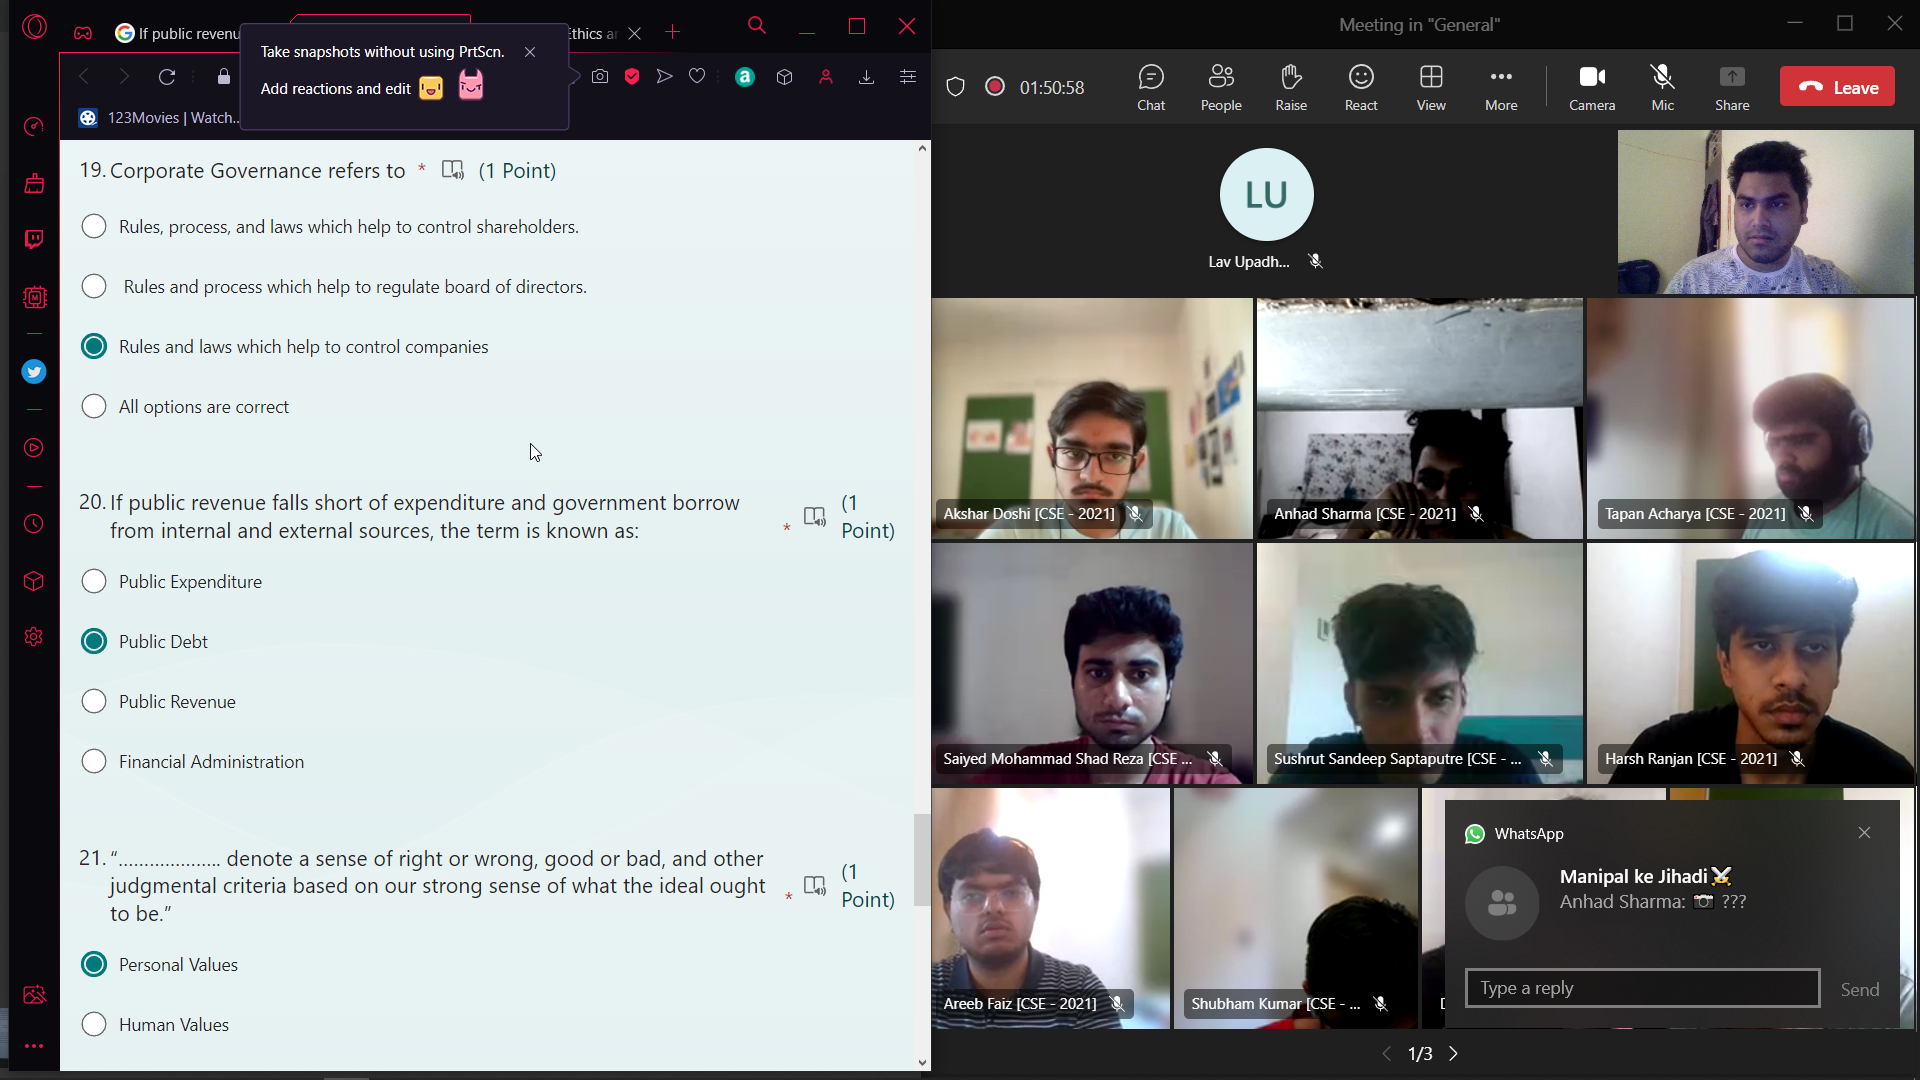 If public revenu
Ethics ar
Take snapshots without using PrtScn.
Add reactions and edit
123Movies | Watch...
19. Corporate Governance refers to * (1 Point)
Rules, process, and laws which help to control shareholders.
Rules and process which help to regulate board of directors.
Rules and laws which help to control companies
All options are correct
20. If public revenue falls short of expenditure and government borrow
from internal and external sources, the term is known as: * (1 Point)
Public Expenditure
Public Debt
Public Revenue
Financial Administration
21. “.................... denote a sense of right or wrong, good or bad, and other
judgmental criteria based on our strong sense of what the ideal ought
to be.” * (1 Point)
Personal Values
Human Values
Meeting in "General"
01:50:58
Chat
People
Raise
React
View
More
Camera
Mic
Share
Leave
LU
Lav Upadh...
Akshar Doshi [CSE - 2021]
Anhad Sharma [CSE - 2021]
Tapan Acharya [CSE - 2021]
Saiyed Mohammad Shad Reza [CSE ...
Sushrut Sandeep Saptaputre [CSE - ...
Harsh Ranjan [CSE - 2021]
Areeb Faiz [CSE - 2021]
Shubham Kumar [CSE - ...
WhatsApp
Manipal ke Jihadi⚔
Anhad Sharma: 📷 ???
Type a reply
Send
1/3